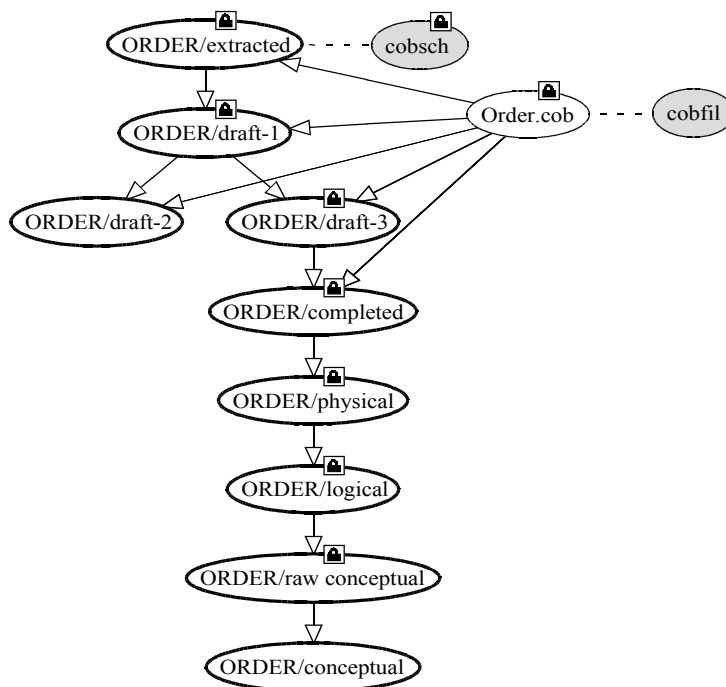 ORDER/extracted
cobsch
Order.cob
cobfil
ORDER/draft-1
ORDER/draft-2
ORDER/draft-3
ORDER/completed
ORDER/physical
ORDER/logical
ORDER/raw conceptual
ORDER/conceptual